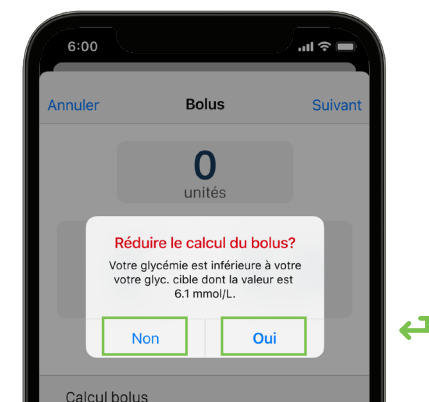 6:00
Annuler Bolus Suivant
0
unités
Réduire le calcul du bolus?
Votre glycémie est inférieure à votre
votre glyc. cible dont la valeur est
6.1 mmol/L.
Non Oui
Calcul bolus